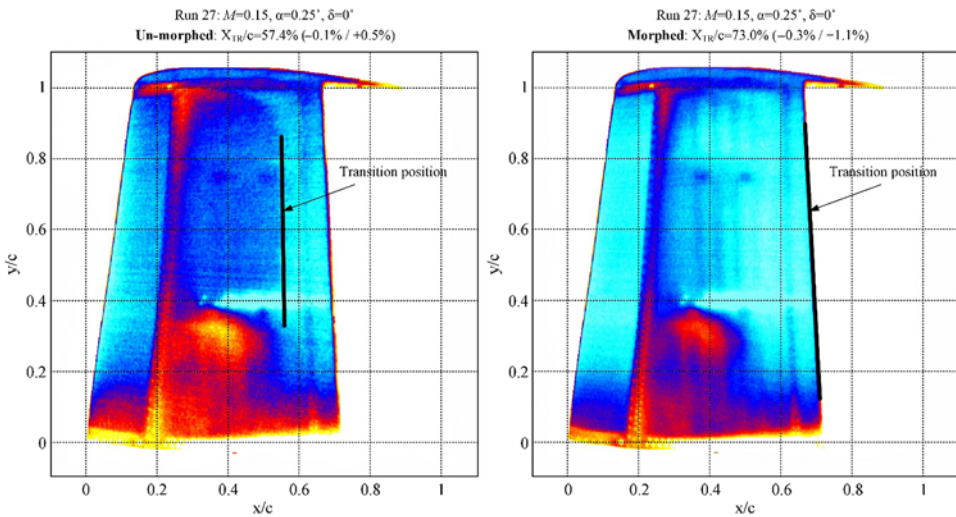 Run 27: M=0.15, α=0.25˚, δ=0˚
Un-morphed: X_TR/c=57.4% (−0.1% / +0.5%)
Transition position
y/c
1
0.8
0.6
0.4
0.2
0
0 0.2 0.4 0.6 0.8 1
x/c
Run 27: M=0.15, α=0.25˚, δ=0˚
Morphed: X_TR/c=73.0% (−0.3% / −1.1%)
Transition position
y/c
1
0.8
0.6
0.4
0.2
0
0 0.2 0.4 0.6 0.8 1
x/c